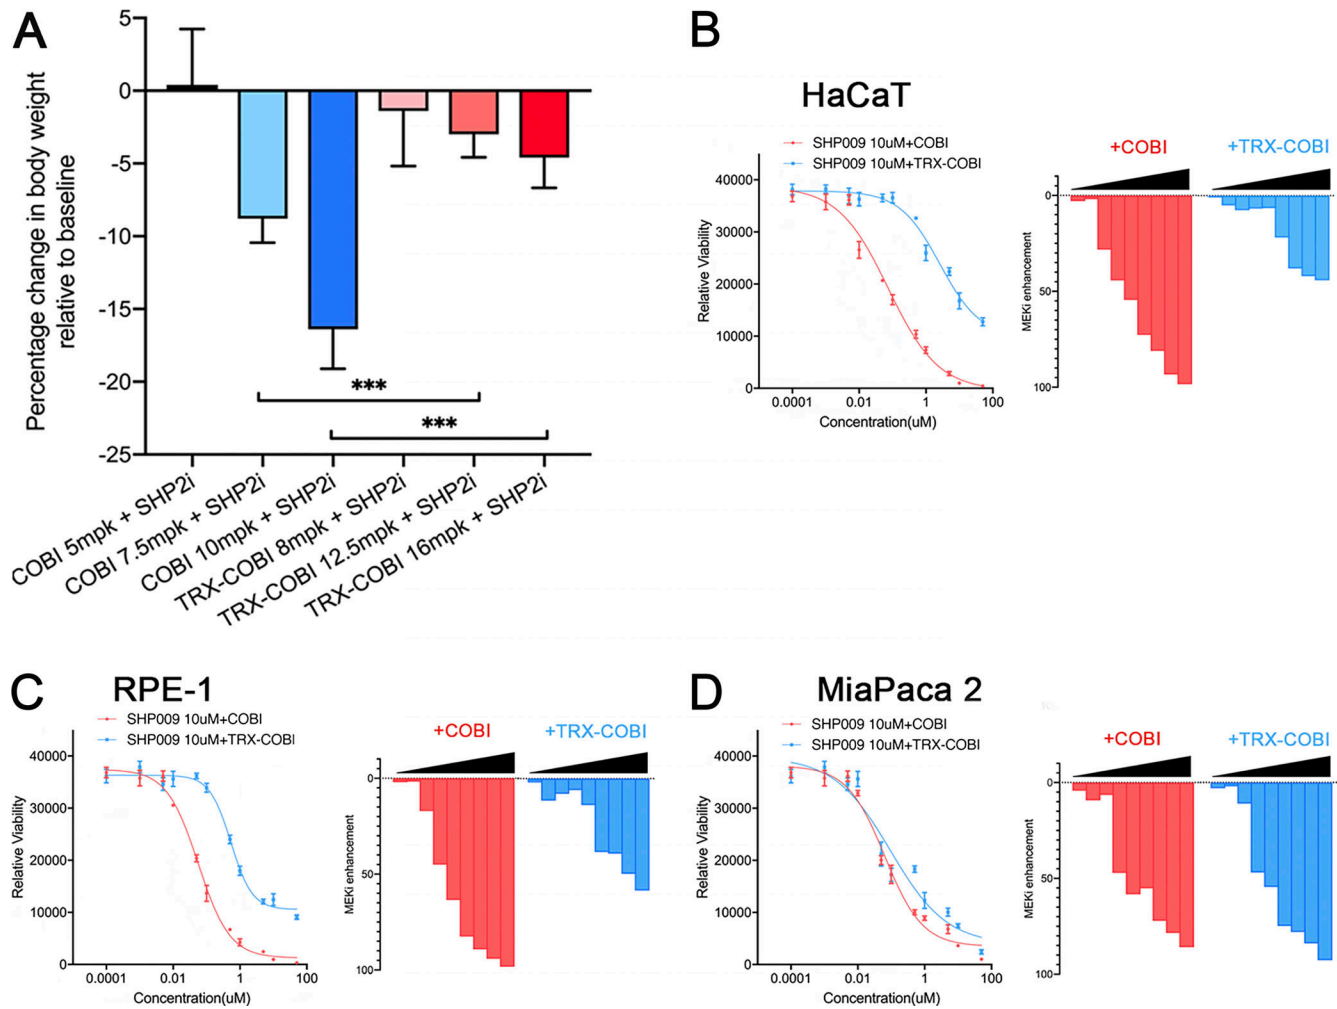 A
5
0
-5
-10
-15
-20
-25
Percentage change in body weight
relative to baseline
***
***
COBI 5mpk + SHP2i
COBI 7.5mpk + SHP2i
COBI 10mpk + SHP2i
TRX-COBI 8mpk + SHP2i
TRX-COBI 12.5mpk + SHP2i
TRX-COBI 16mpk + SHP2i
B
HaCaT
SHP009 10uM+COBI
SHP009 10uM+TRX-COBI
Relative Viability
40000
30000
20000
10000
0
0.0001 0.01 1 100
Concentration(uM)
+COBI +TRX-COBI
MEKi enhancement
0
50
100
C
RPE-1
SHP009 10uM+COBI
SHP009 10uM+TRX-COBI
Relative Viability
40000
30000
20000
10000
0
0.0001 0.01 1 100
Concentration(uM)
+COBI +TRX-COBI
MEKi enhancement
0
50
100
D
MiaPaca 2
SHP009 10uM+COBI
SHP009 10uM+TRX-COBI
Relative Viability
40000
30000
20000
10000
0
0.0001 0.01 1 100
Concentration(uM)
+COBI +TRX-COBI
MEKi enhancement
0
50
100